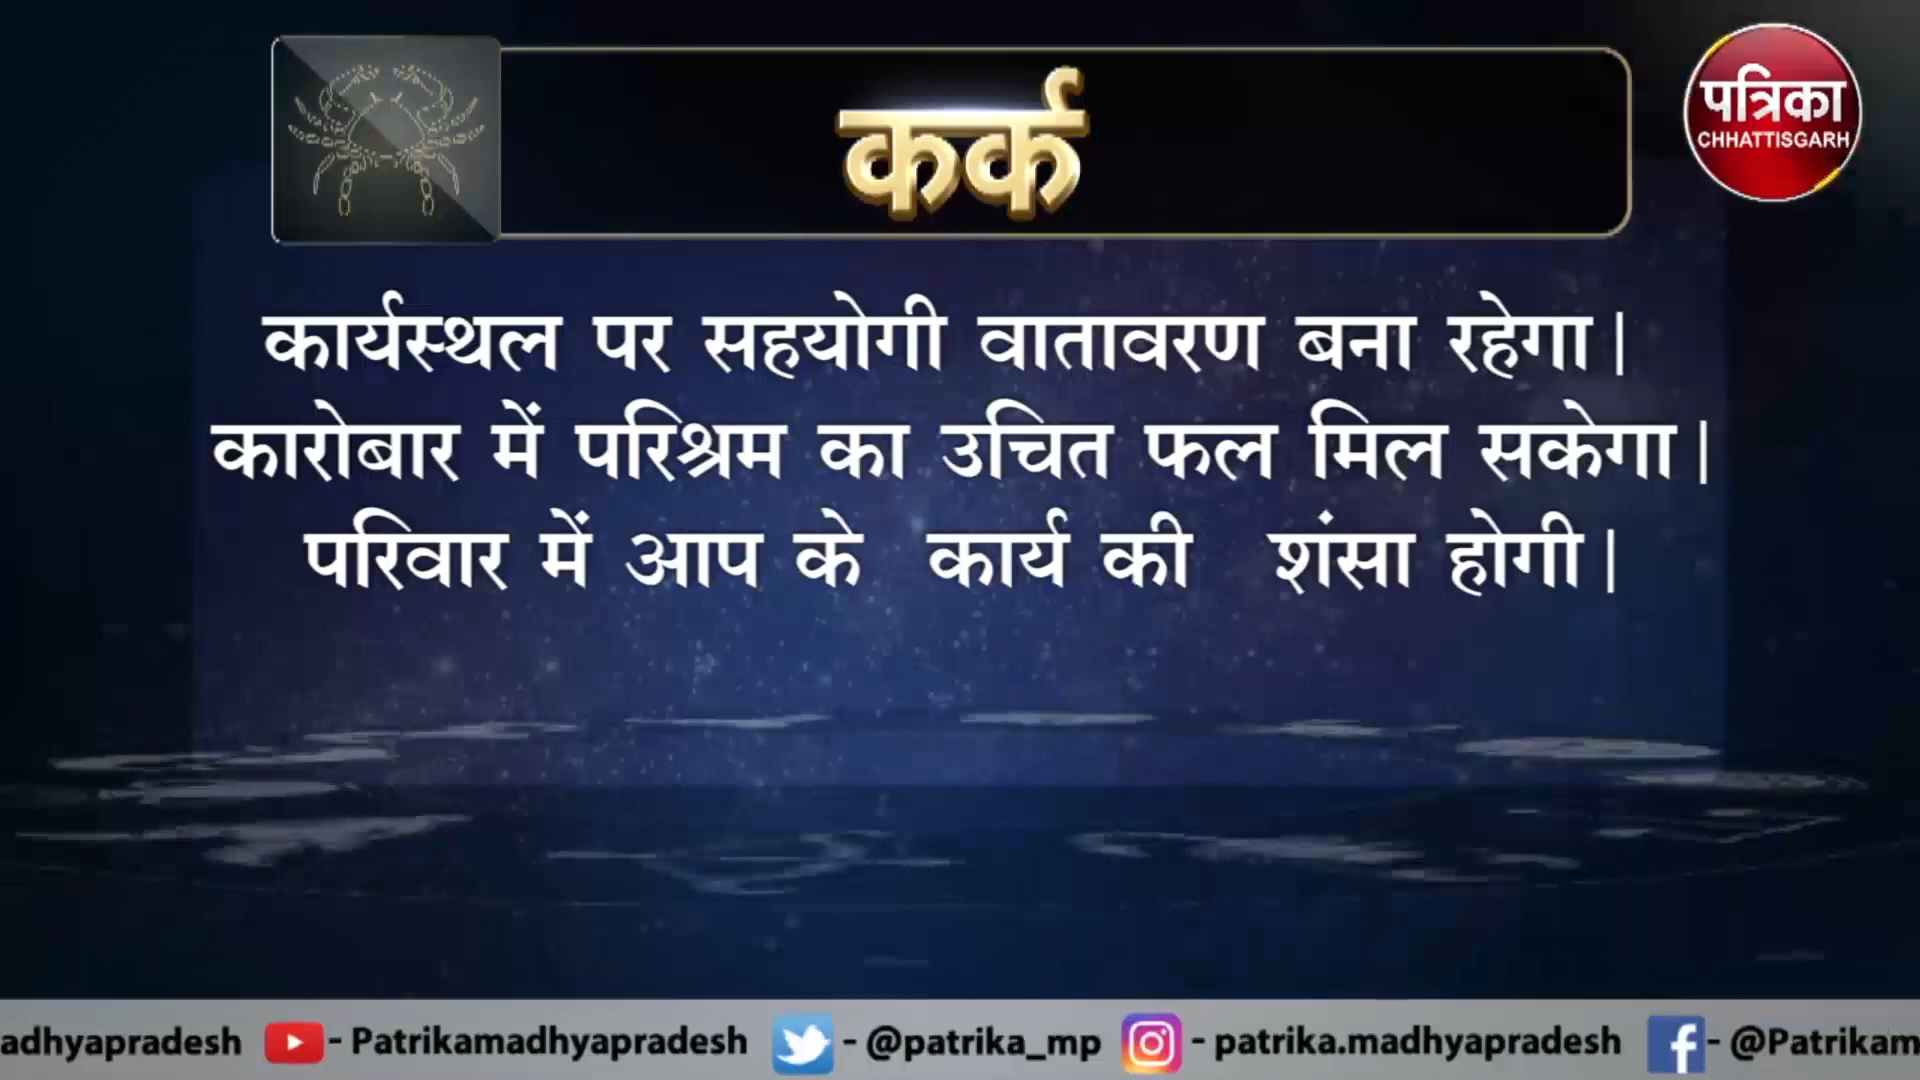 कर्क
पत्रिका
CHHATTISGARH
कार्यस्थल पर सहयोगी वातावरण बना रहेगा|
कारोबार में परिश्रम का उचित फल मिल सकेगा|
परिवार में आप के कार्य की शंसा होगी|
adhyapradesh - Patrikamadhyapradesh - @patrika_mp - patrika.madhyapradesh - @Patrikam